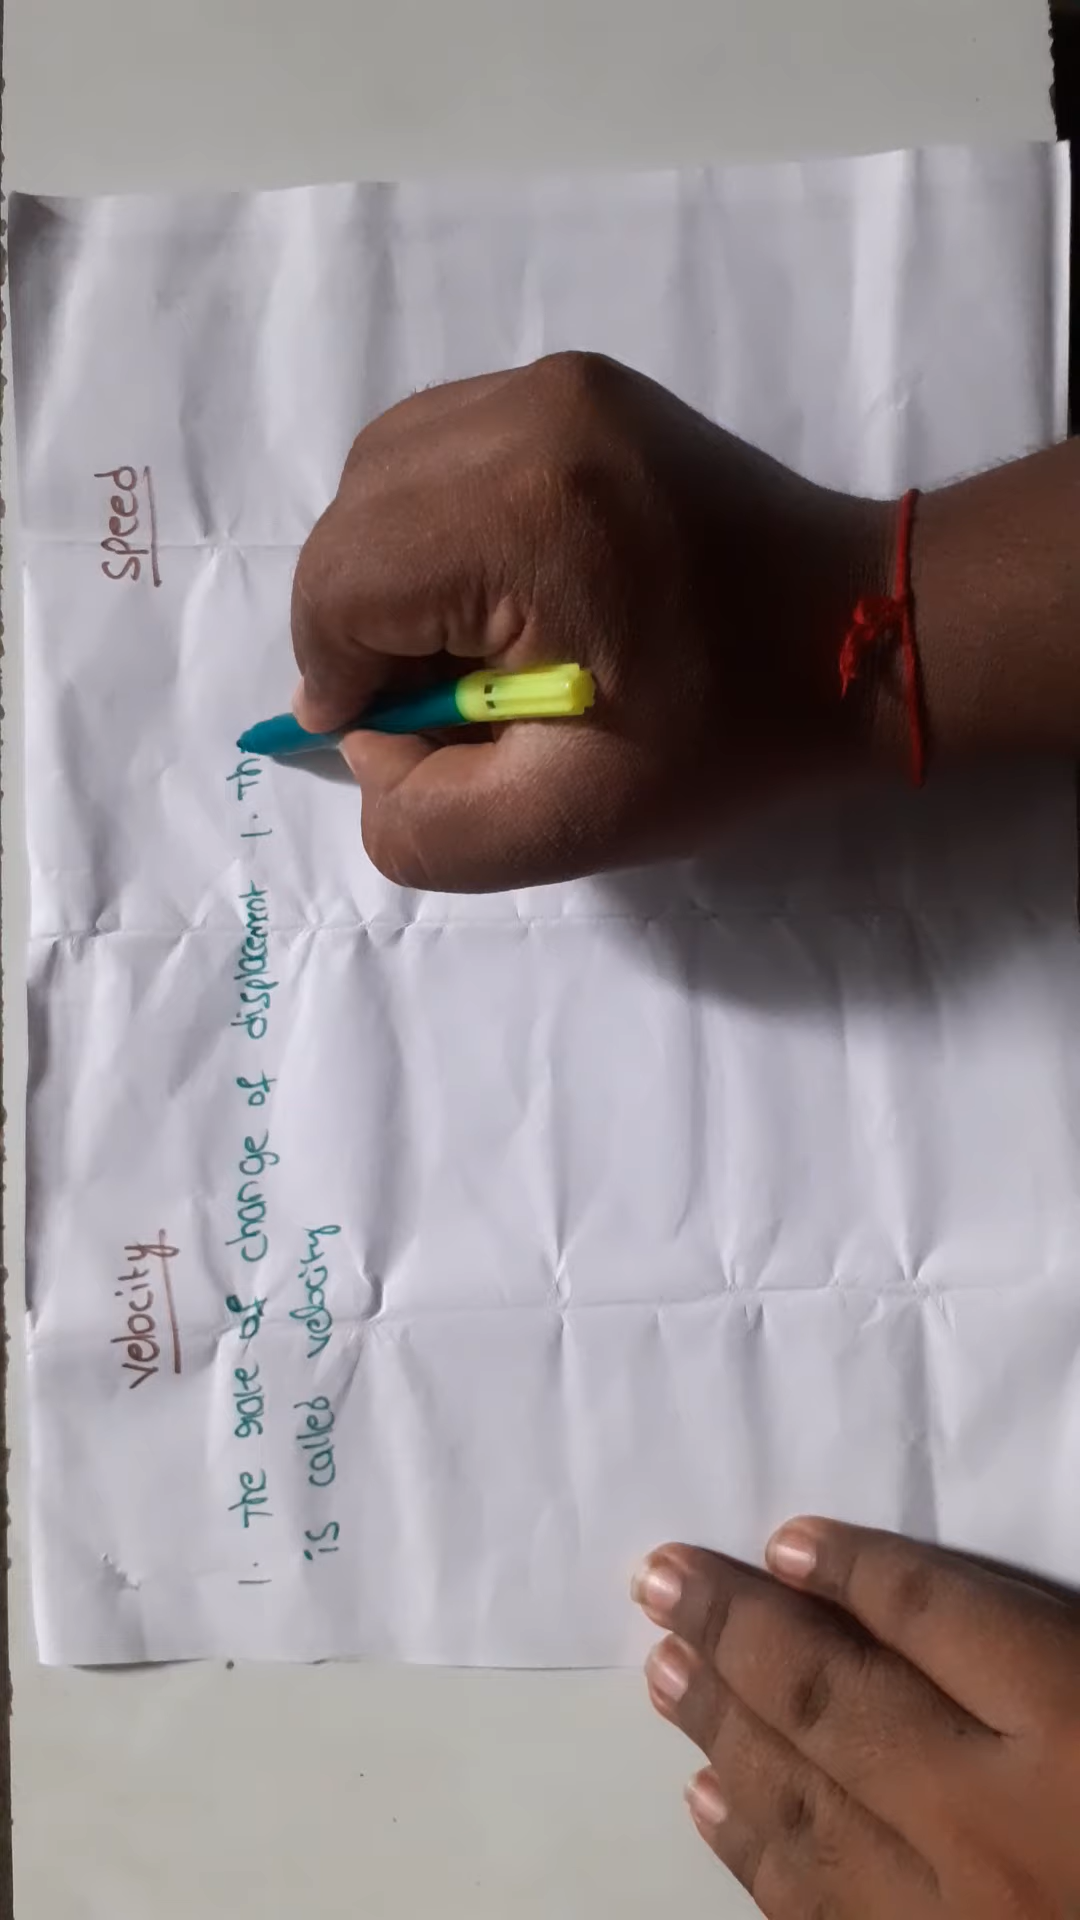 Velocity
Speed
1. The rate of change of displacement
is called velocity
1. Th